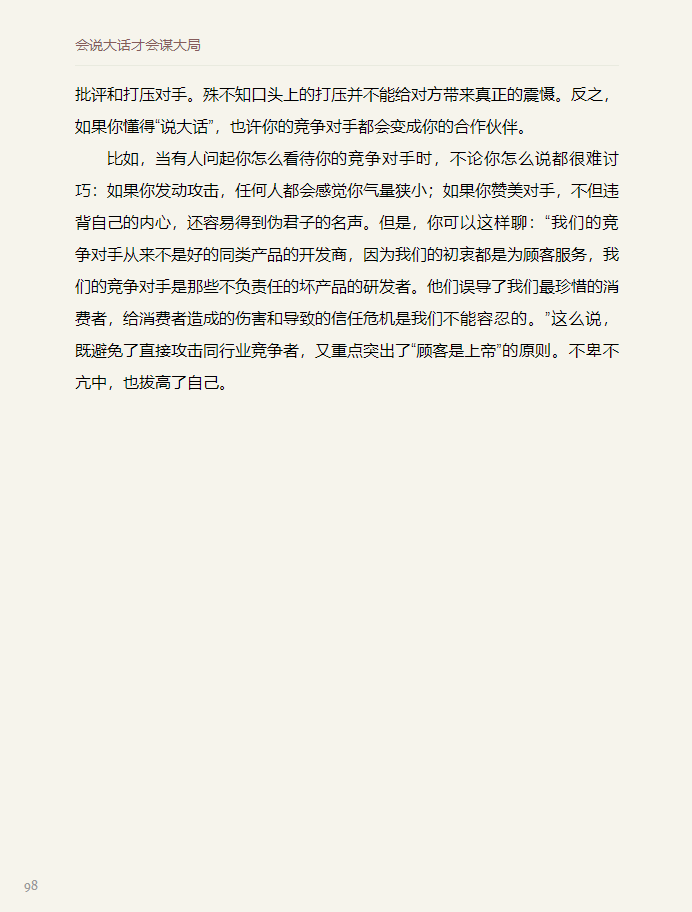 会说大话才会谋大局
批评和打压对手。殊不知口头上的打压并不能给对方带来真正的震慑。反之，
如果你懂得“说大话”，也许你的竞争对手都会变成你的合作伙伴。
比如，当有人问起你怎么看待你的竞争对手时，不论你怎么说都很难讨
巧：如果你发动攻击，任何人都会感觉你气量狭小；如果你赞美对手，不但违
背自己的内心，还容易得到伪君子的名声。但是，你可以这样聊：“我们的竞
争对手从来不是好的同类产品的开发商，因为我们的初衷都是为顾客服务，我
们的竞争对手是那些不负责任的坏产品的研发者。他们误导了我们最珍惜的消
费者，给消费者造成的伤害和导致的信任危机是我们不能容忍的。”这么说，
既避免了直接攻击同行业竞争者，又重点突出了“顾客是上帝”的原则。不卑不
亢中，也拔高了自己。
98